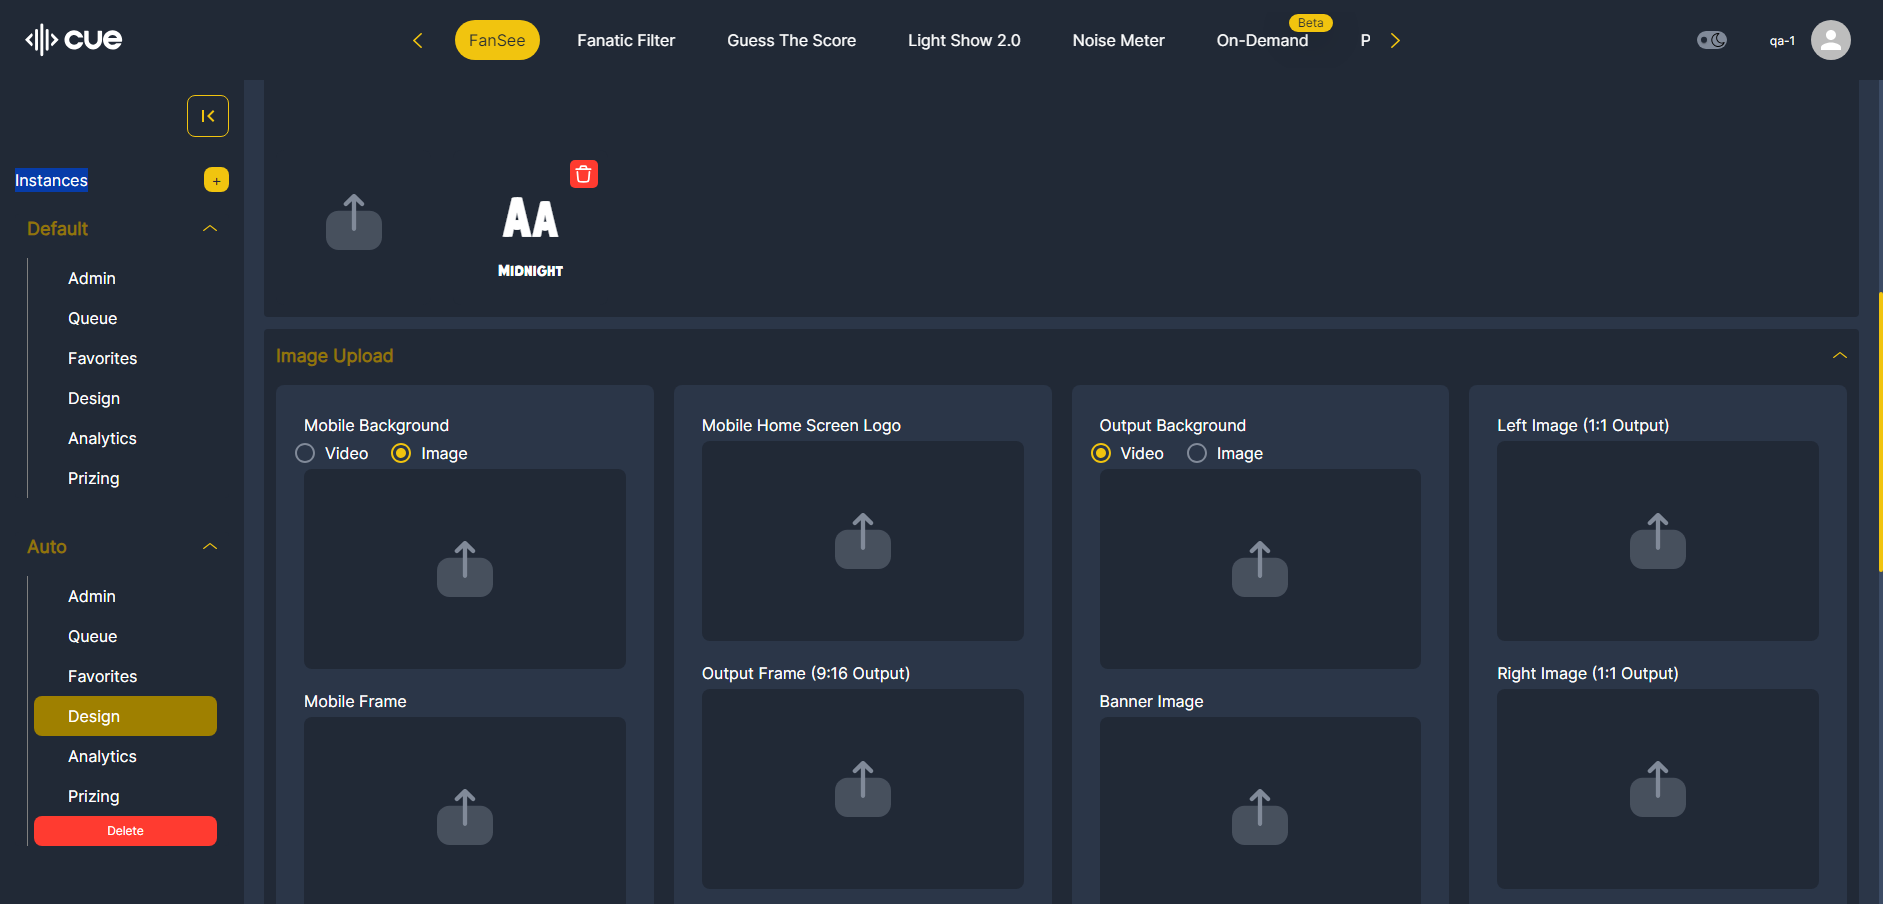 cue
FanSee
Fanatic Filter
Guess The Score
Light Show 2.0
Noise Meter
On-Demand
Beta
P
qa-1
Instances
+
Default
Admin
Queue
Favorites
Design
Analytics
Prizing
Auto
Admin
Queue
Favorites
Design
Analytics
Prizing
Delete
AA
MIDNIGHT
Image Upload
Mobile Background
Video Image
Mobile Frame
Mobile Home Screen Logo
Output Frame (9:16 Output)
Output Background
Video Image
Banner Image
Left Image (1:1 Output)
Right Image (1:1 Output)